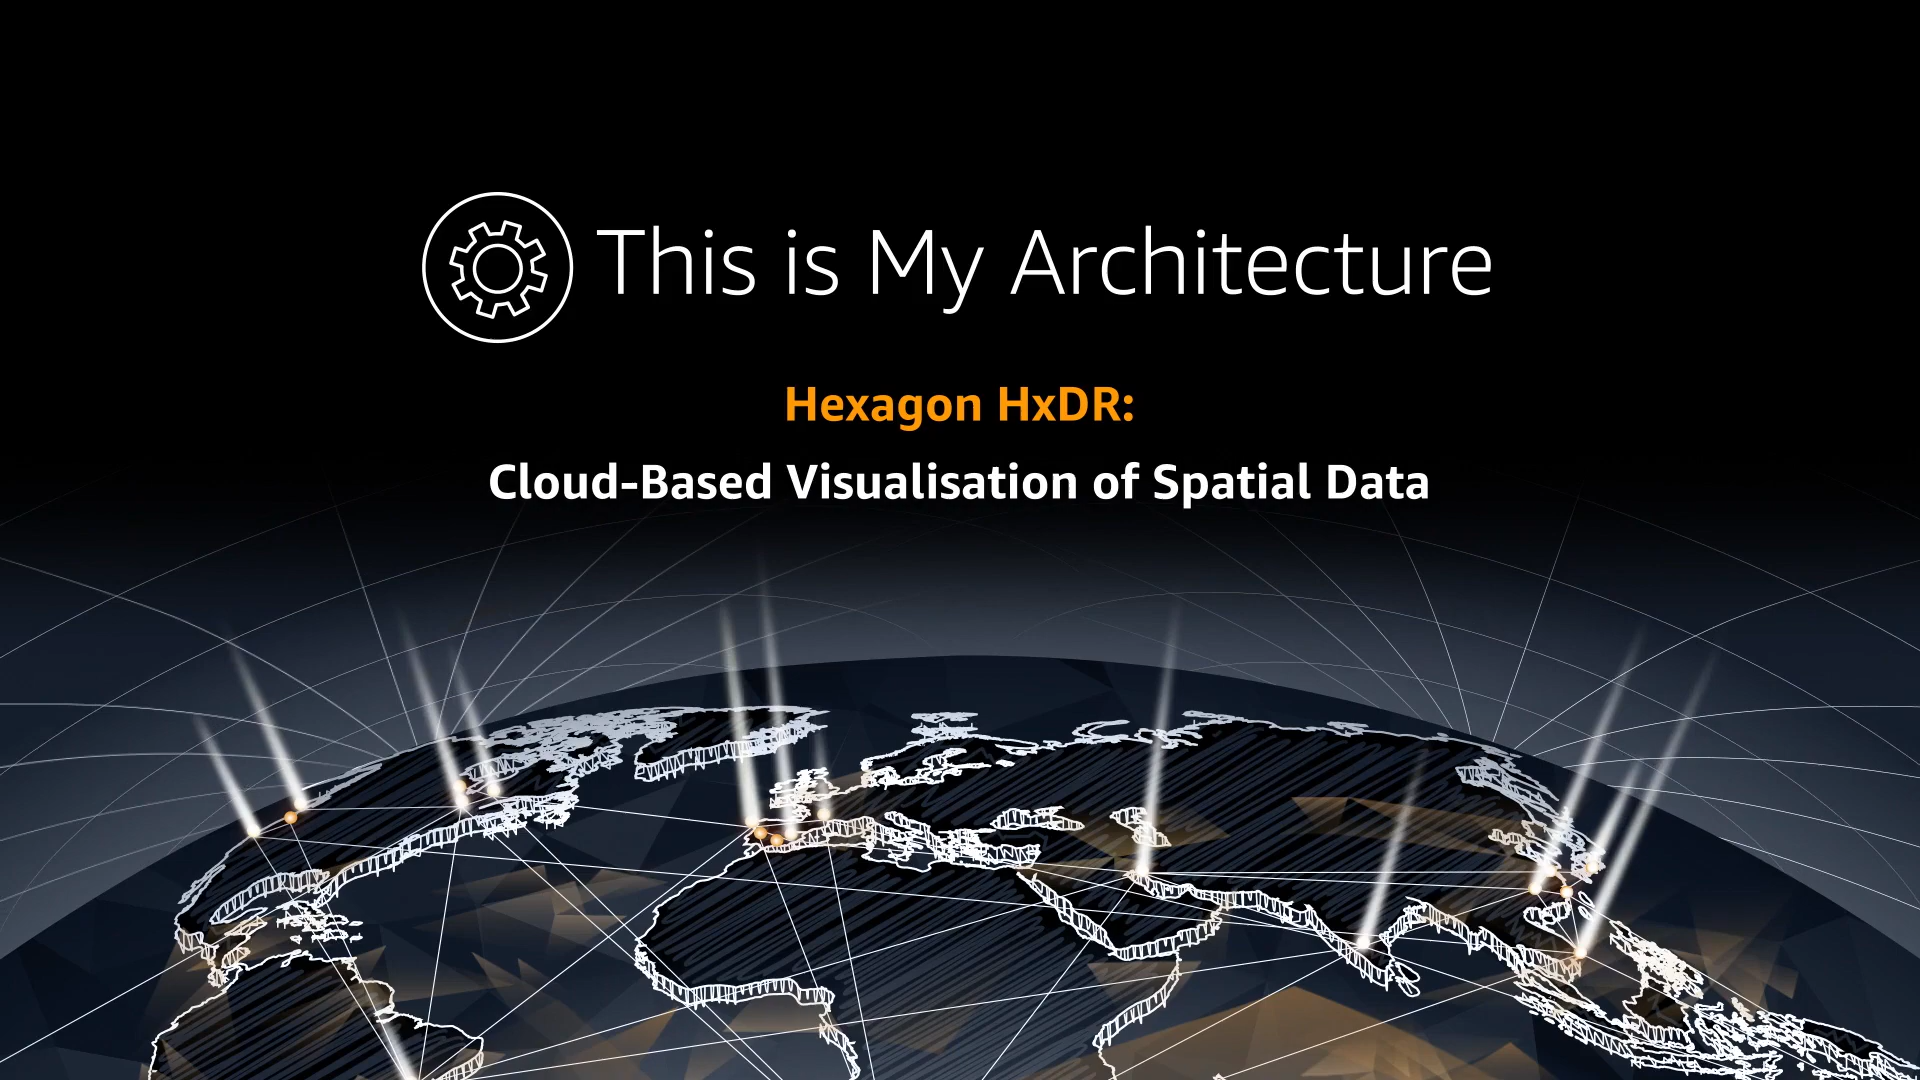 This is My Architecture
Hexagon HxDR:
Cloud-Based Visualisation of Spatial Data